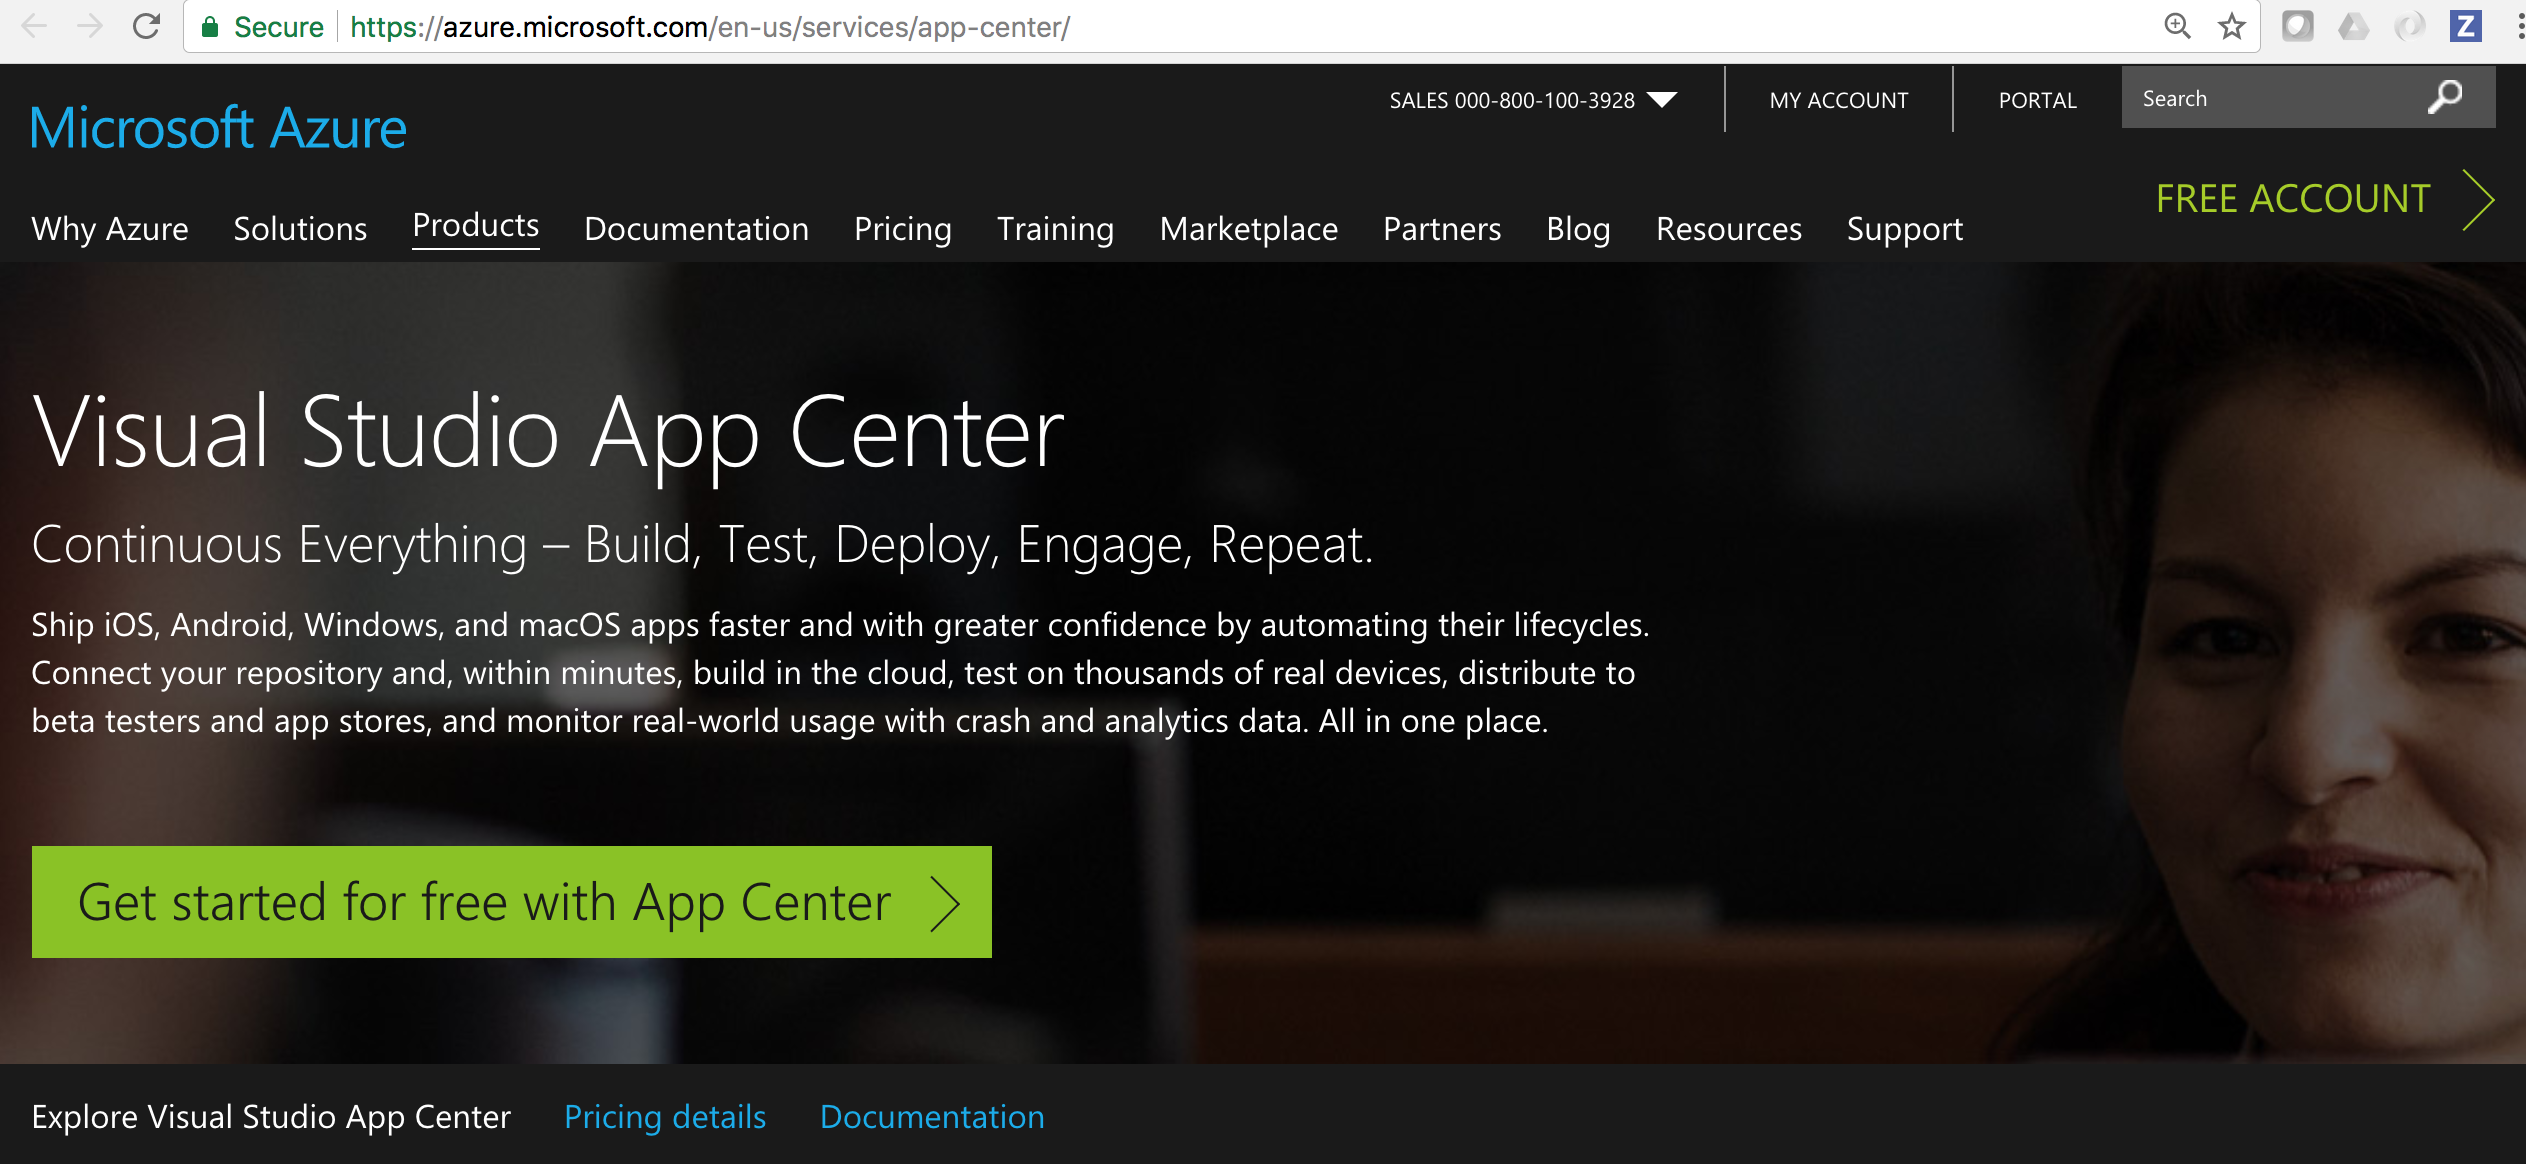 Secure https://azure.microsoft.com/en-us/services/app-center/
Z
SALES 000-800-100-3928 MY ACCOUNT PORTAL Search
Microsoft Azure
FREE ACCOUNT
Why Azure Solutions Products Documentation Pricing Training Marketplace Partners Blog Resources Support
Visual Studio App Center
Continuous Everything – Build, Test, Deploy, Engage, Repeat.
Ship iOS, Android, Windows, and macOS apps faster and with greater confidence by automating their lifecycles.
Connect your repository and, within minutes, build in the cloud, test on thousands of real devices, distribute to
beta testers and app stores, and monitor real-world usage with crash and analytics data. All in one place.
Get started for free with App Center
Explore Visual Studio App Center Pricing details Documentation